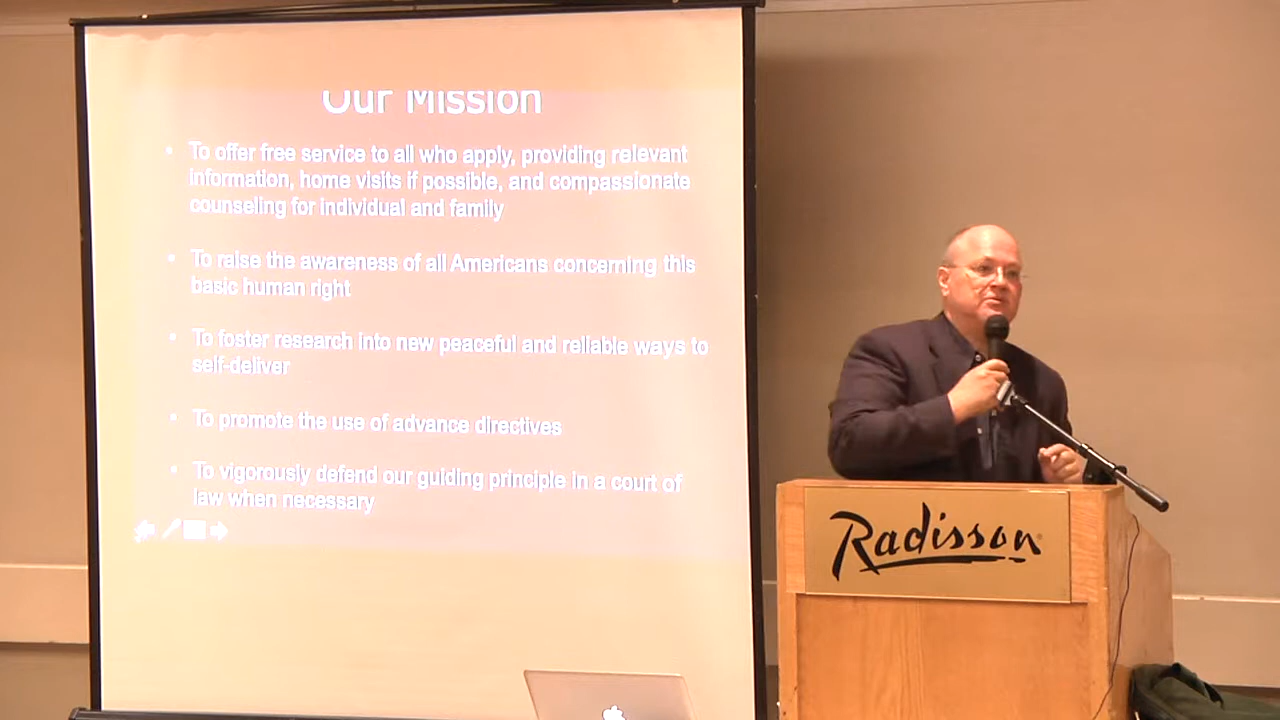 Our Mission
• To offer free service to all who apply, providing relevant
information, home visits if possible, and compassionate
counseling for individual and family
• To raise the awareness of all Americans concerning this
basic human right
• To foster research into new peaceful and reliable ways to
self-deliver
• To promote the use of advance directives
• To vigorously defend our guiding principle in a court of
law when necessary
Radisson